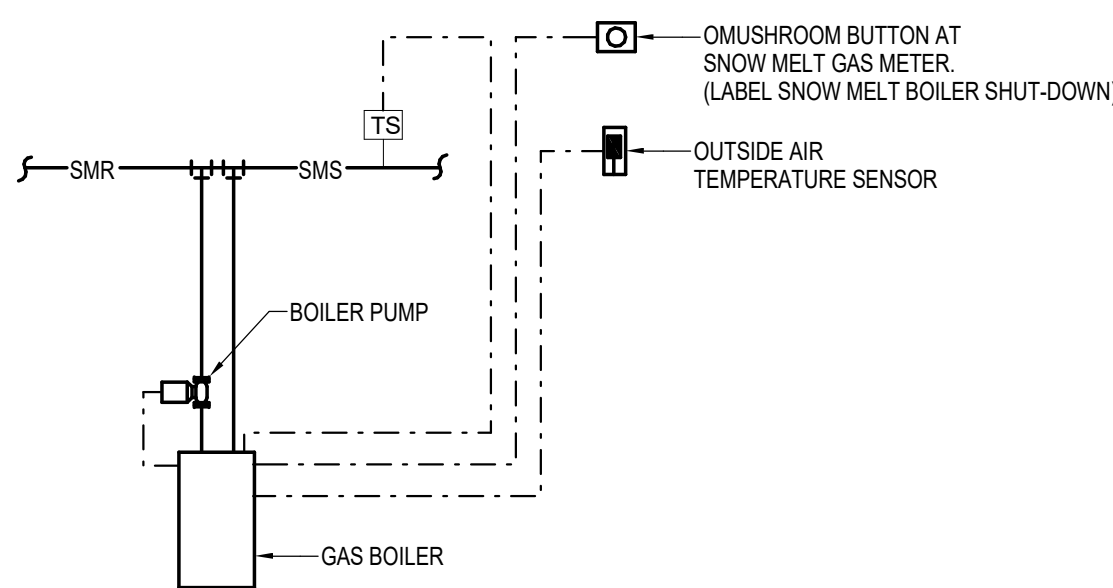 OMUSHROOM BUTTON AT
SNOW MELT GAS METER.
(LABEL SNOW MELT BOILER SHUT-DOWN)
TS
OUTSIDE AIR
TEMPERATURE SENSOR
SMR
SMS
BOILER PUMP
GAS BOILER